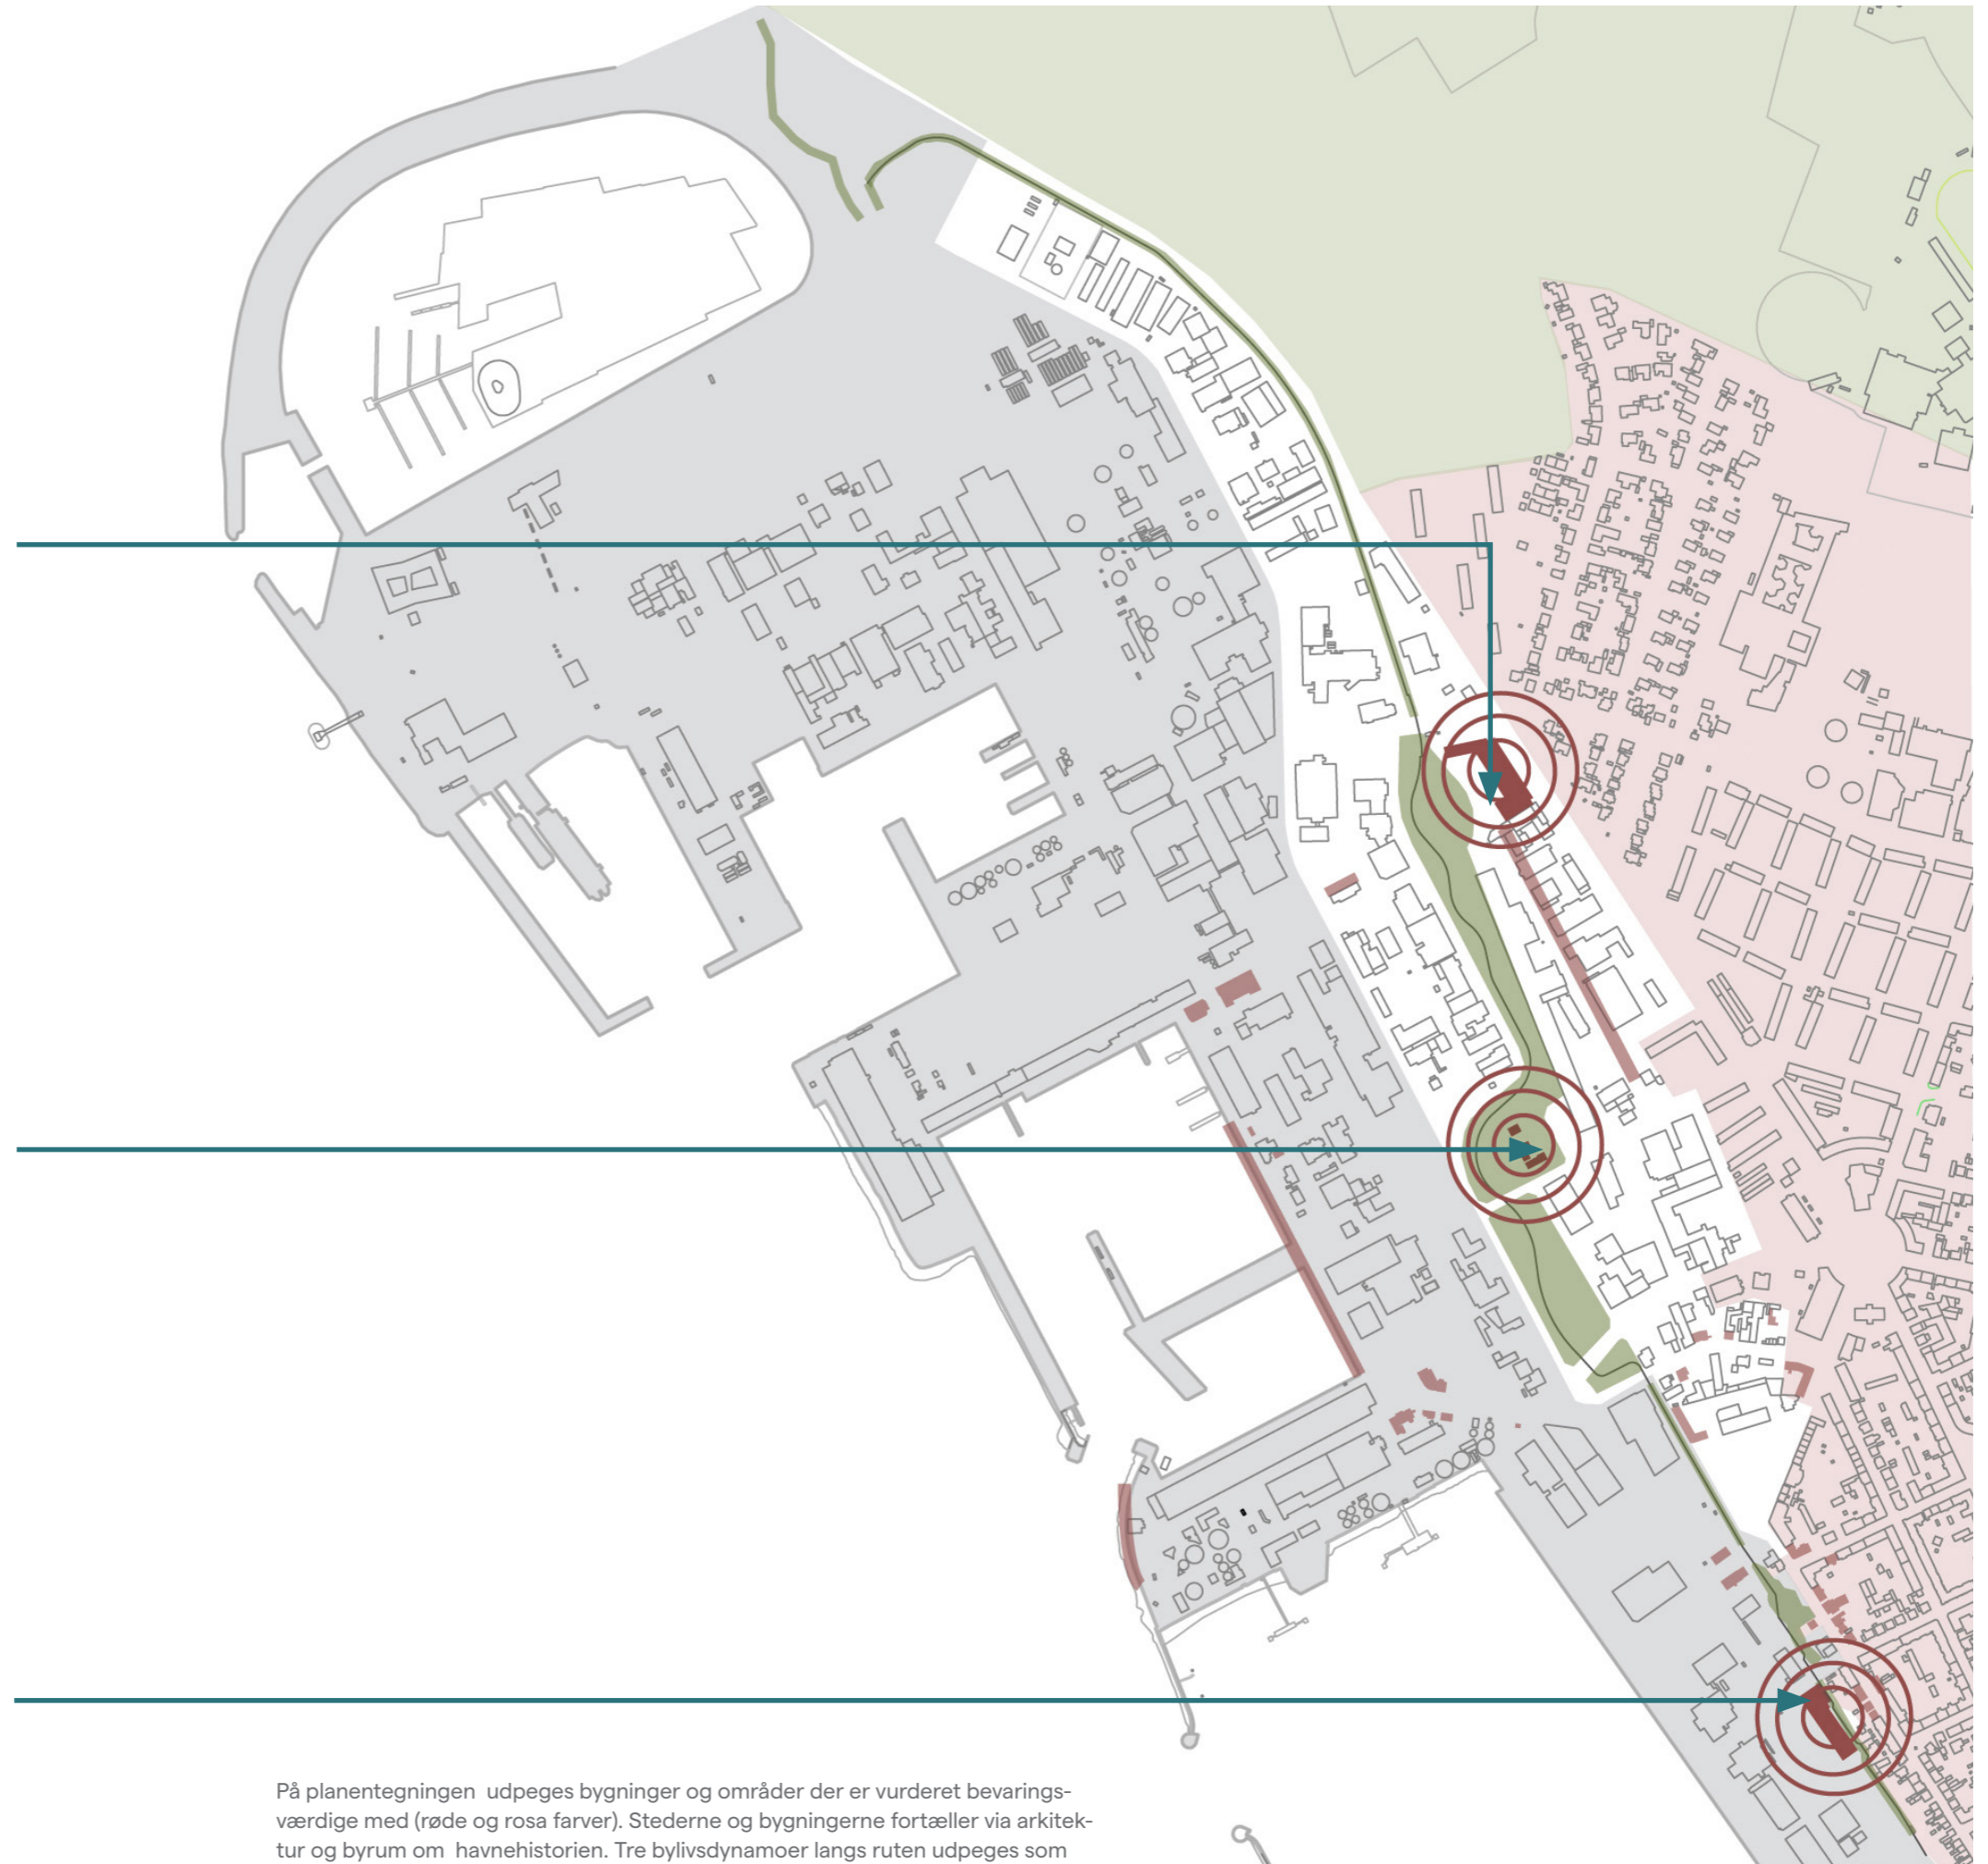 På planentegningen udpeges bygninger og områder der er vurderet bevarings-
værdige med (røde og rosa farver). Stederne og bygningerne fortæller via arkitek-
tur og byrum om havnehistorien. Tre bylivsdynamoer langs ruten udpeges som